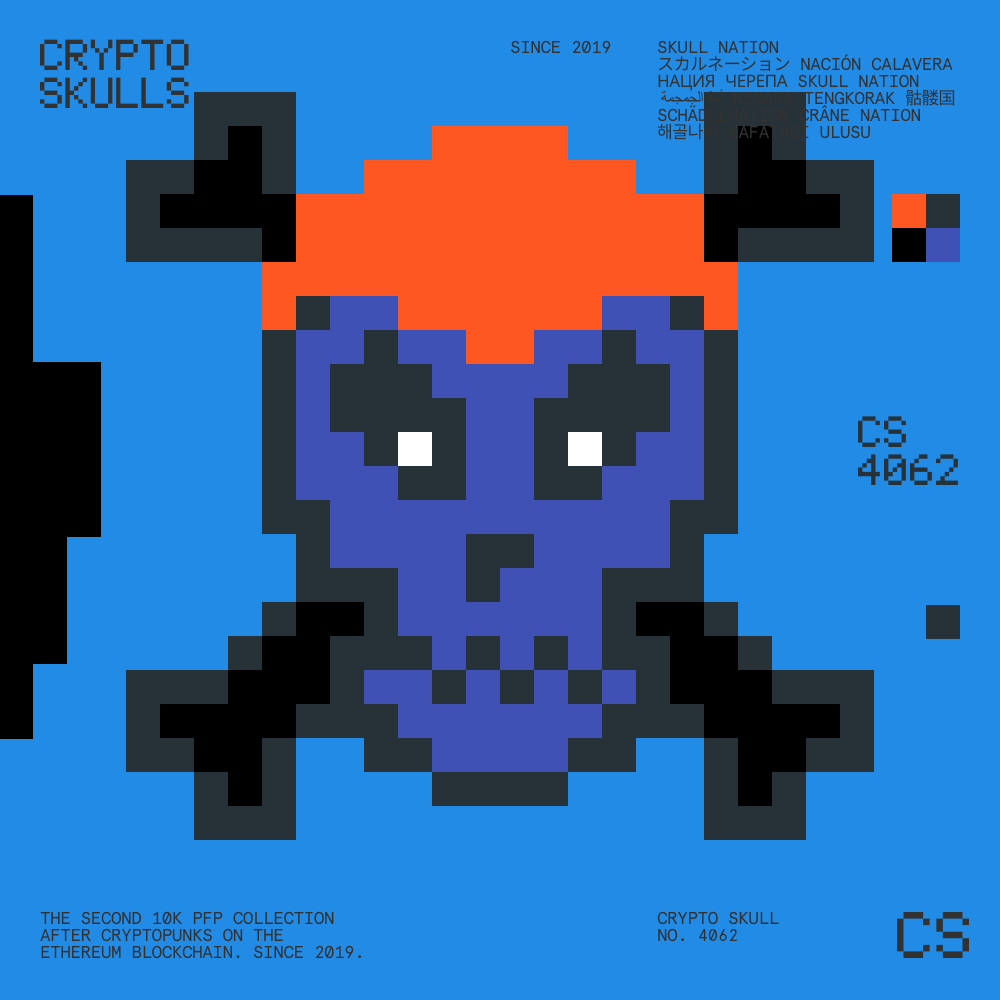 CRYPTO
SKULLS
SINCE 2019
SKULL NATION
スカルネーション NACIÓN CALAVERA
НАЦИЯ ЧЕРЕПА SKULL NATION
TENGKORAK 骷髅国
CRÂNE NATION
ULUSU
CS
4062
THE SECOND 10K PFP COLLECTION
AFTER CRYPTOPUNKS ON THE
ETHEREUM BLOCKCHAIN. SINCE 2019.
CRYPTO SKULL
NO. 4062
CS